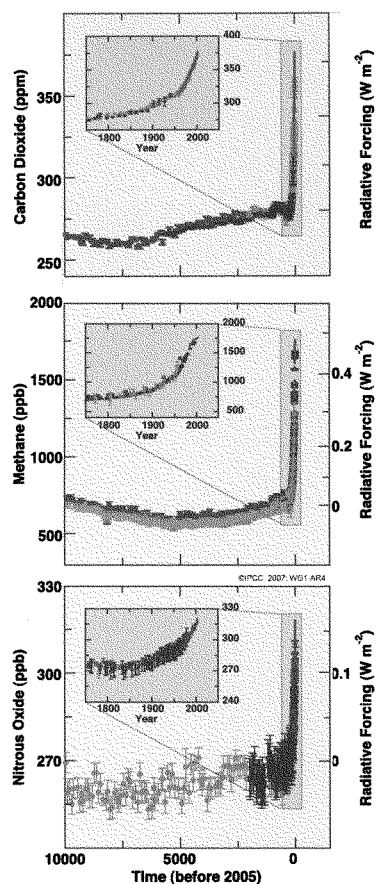 Carbon Dioxide (ppm)
350
300
250
400
350
300
1800 1900 2000
Year
Radiative Forcing (W m-2)
Methane (ppb)
2000
1500
1000
500
2000
1500
1000
500
1800 1900 2000
Year
0.4
0.2
0
Radiative Forcing (W m-2)
©IPCC 2007: WG1-AR4
Nitrous Oxide (ppb)
330
300
270
330
300
270
240
1800 1900 2000
Year
0.1
0
Radiative Forcing (W m-2)
10000 5000 0
Time (before 2005)